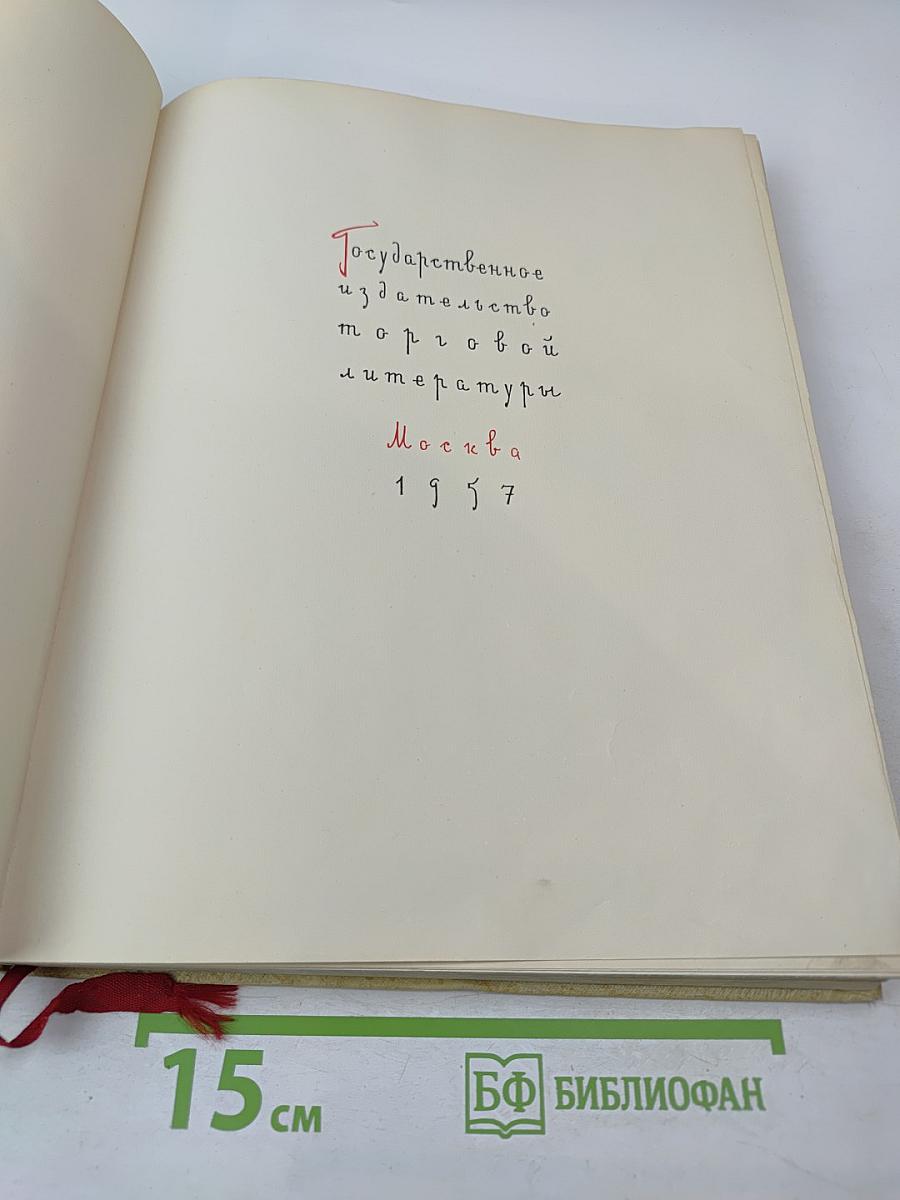 Государственное
издательство
торговой
литературы
Москва
1957
15 см
БФ БИБЛИОФАН